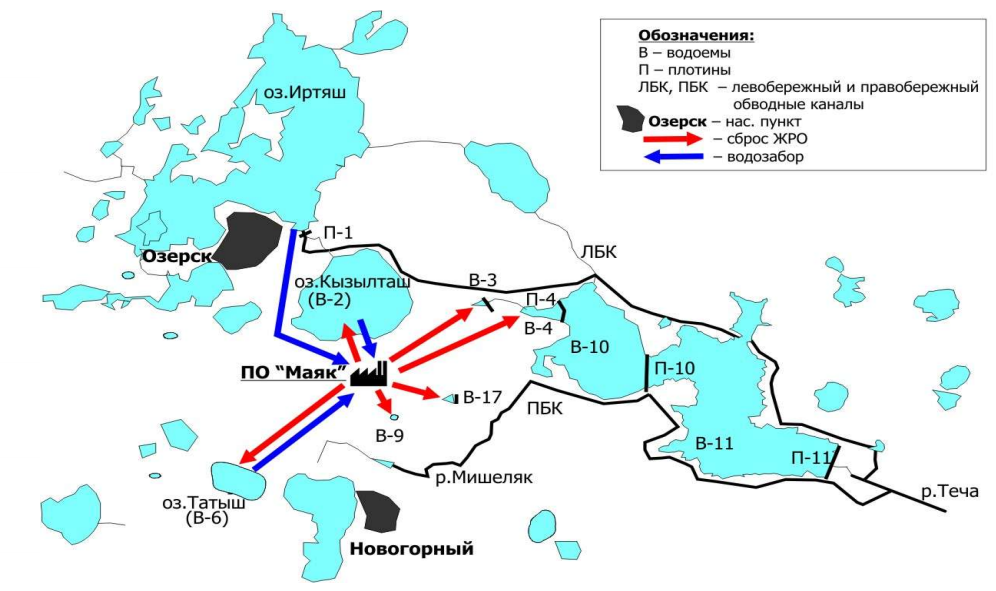 Обозначения:
В – водоемы
П – плотины
ЛБК, ПБК – левобережный и правобережный
обводные каналы
Озерск – нас. пункт
– сброс ЖРО
– водозабор
оз.Иртяш
П-1
Озерск
ЛБК
оз.Кызылташ
(В-2)
В-3
П-4
В-4
В-10
П-10
ПО “Маяк”
В-17
ПБК
В-9
В-11
П-11
р.Мишеляк
р.Теча
оз.Татыш
(В-6)
Новогорный